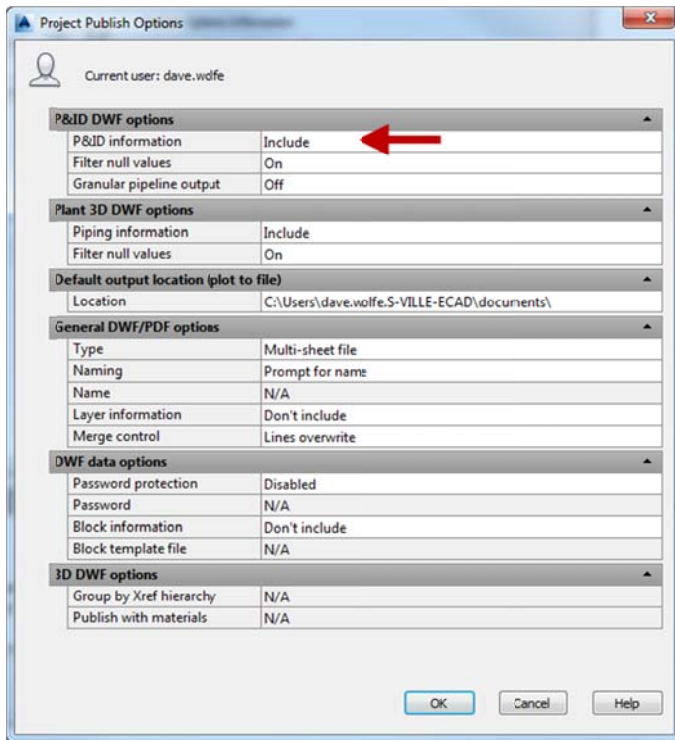 Project Publish Options
Current user: dave.wolfe
P&ID DWF options
P&ID information Include
Filter null values On
Granular pipeline output Off
Plant 3D DWF options
Piping information Include
Filter null values On
Default output location (plot to file)
Location C:\Users\dave.wolfe.S-VILLE-ECAD\documents\
General DWF/PDF options
Type Multi-sheet file
Naming Prompt for name
Name N/A
Layer information Don't include
Merge control Lines overwrite
DWF data options
Password protection Disabled
Password N/A
Block information Don't include
Block template file N/A
3D DWF options
Group by Xref hierarchy N/A
Publish with materials N/A
OK Cancel Help